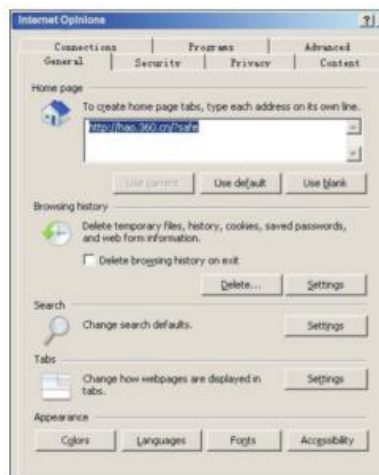 Internet Opinions
Connections Programs Advanced
General Security Privacy Content
Home page
To create home page tabs, type each address on its own line.
http://hao.360.cn/?safe
Use current Use default Use blank
Browsing history
Delete temporary files, history, cookies, saved passwords,
and web form information.
Delete browsing history on exit
Delete... Settings
Search
Change search defaults. Settings
Tabs
Change how webpages are displayed in Settings
tabs.
Appearance
Colors Languages Fonts Accessibility